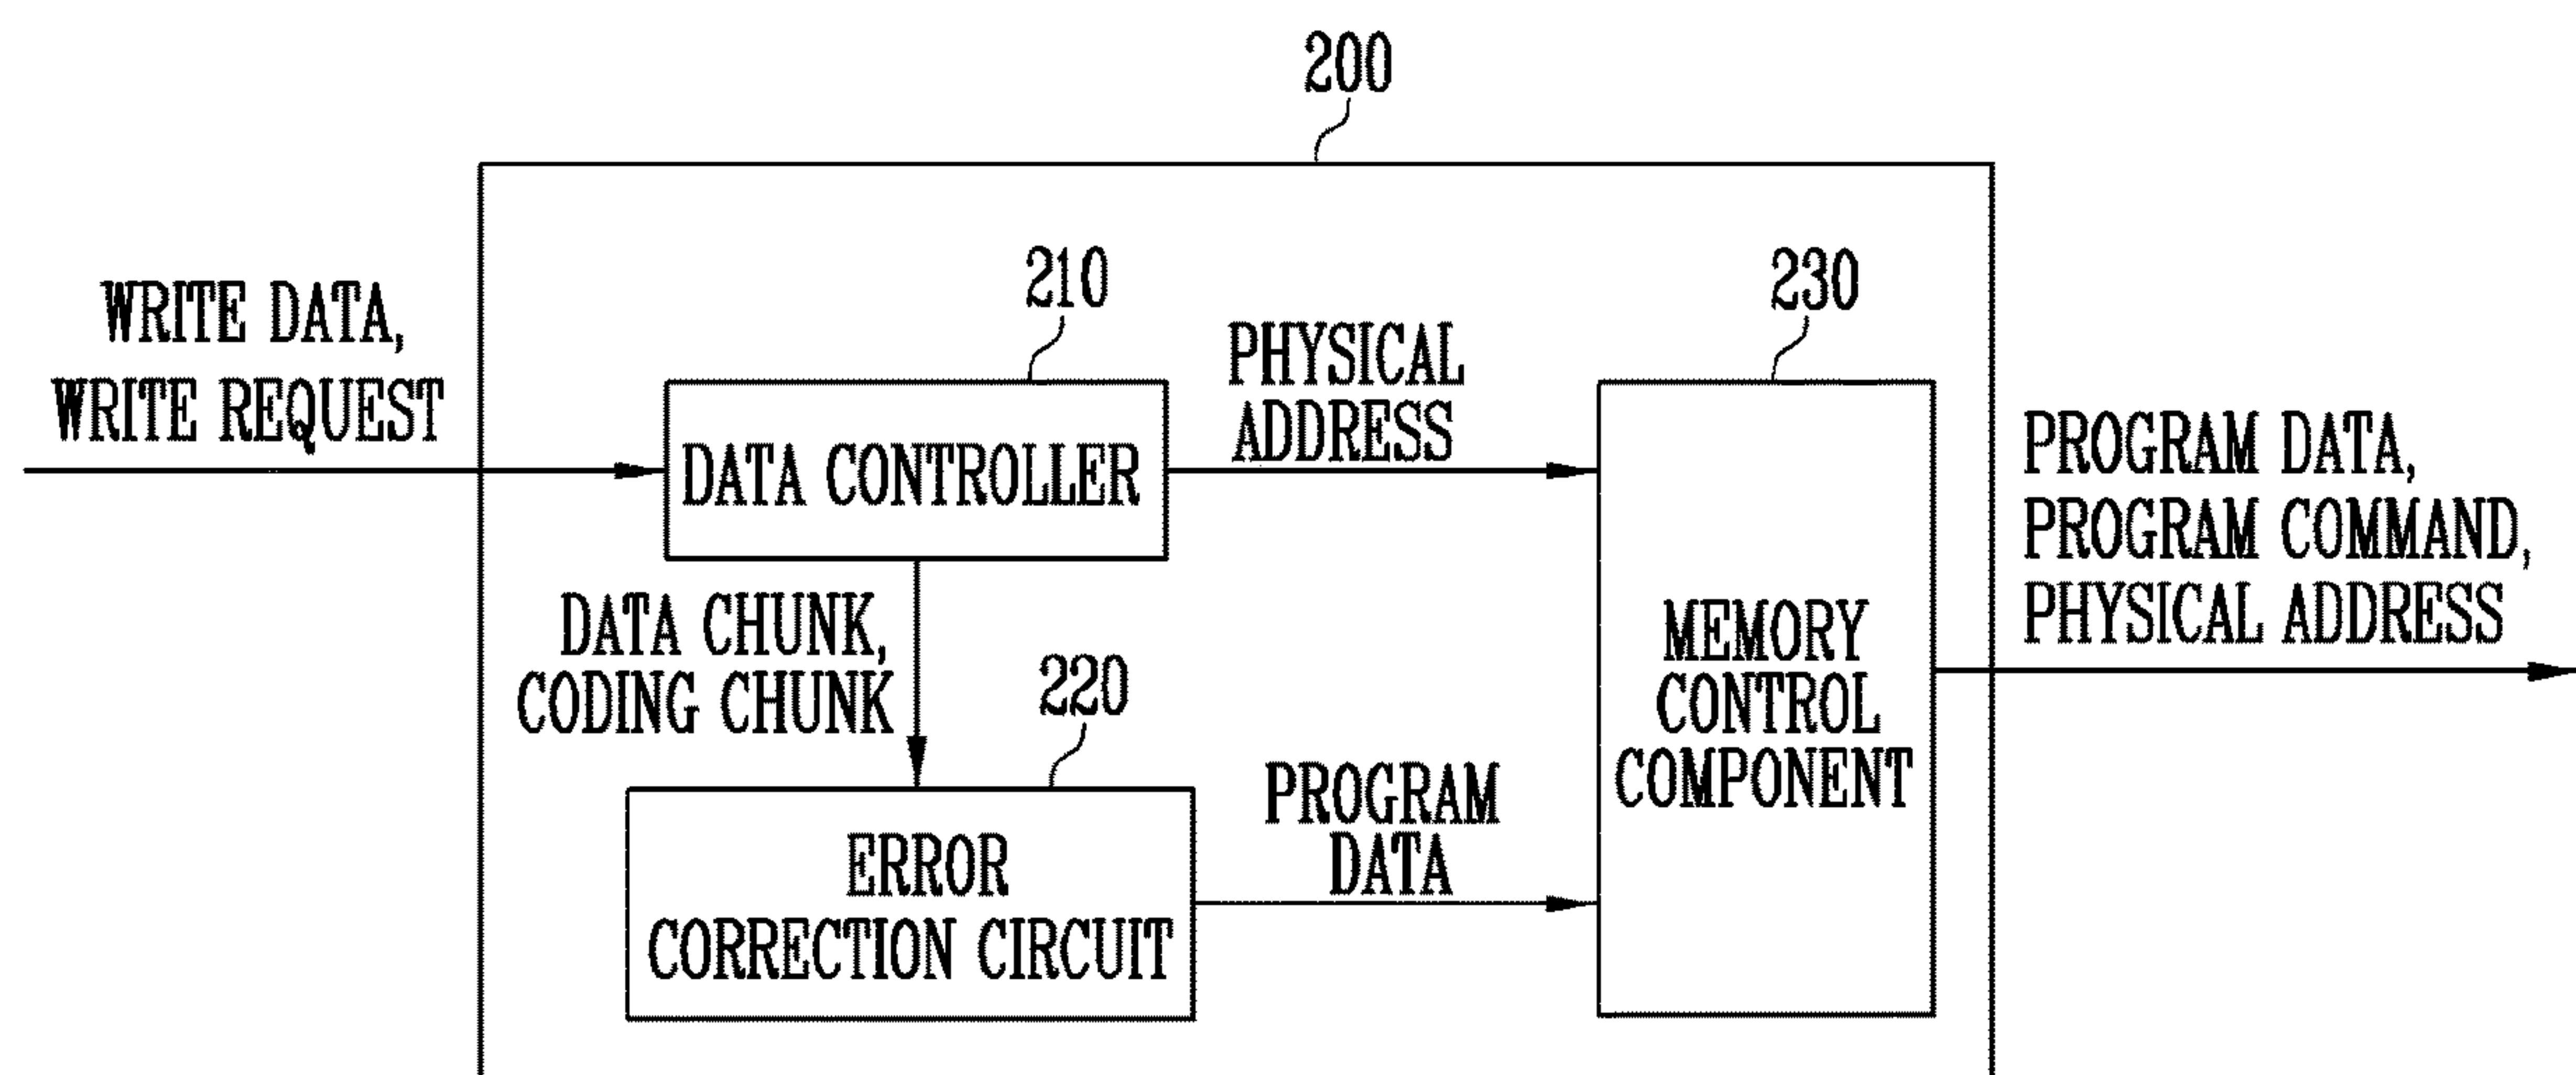 200
WRITE DATA,
WRITE REQUEST
210
DATA CONTROLLER
PHYSICAL
ADDRESS
230
MEMORY
CONTROL
COMPONENT
PROGRAM DATA,
PROGRAM COMMAND,
PHYSICAL ADDRESS
DATA CHUNK,
CODING CHUNK
220
ERROR
CORRECTION CIRCUIT
PROGRAM
DATA